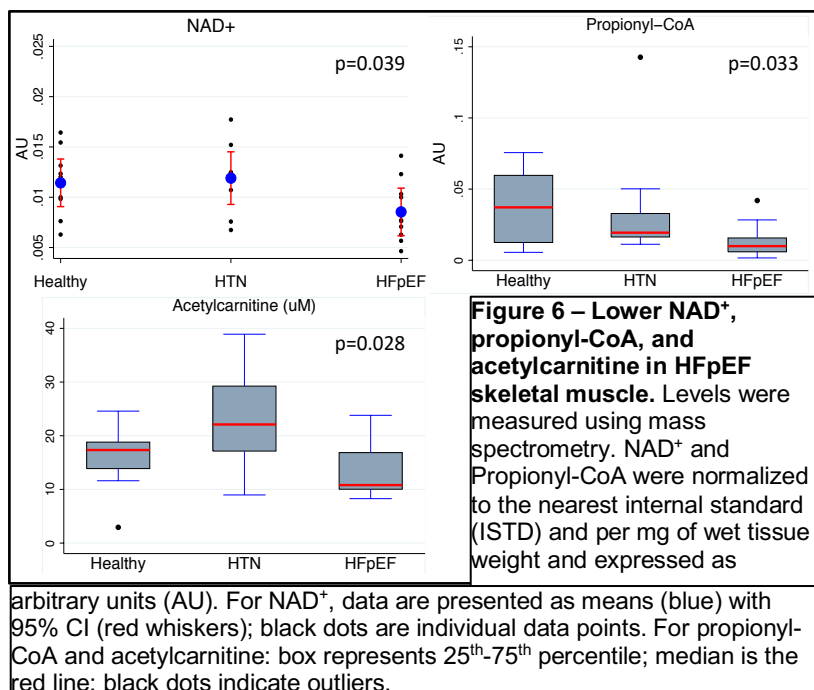 NAD+
p=0.039
AU
.025
.02
.015
.01
.005
Healthy
HTN
HFpEF
Propionyl−CoA
p=0.033
AU
.15
.1
.05
0
Healthy
HTN
HFpEF
Acetylcarnitine (uM)
p=0.028
40
30
20
10
0
Healthy
HTN
HFpEF
Figure 6 – Lower NAD⁺,
propionyl-CoA, and
acetylcarnitine in HFpEF
skeletal muscle. Levels were
measured using mass
spectrometry. NAD⁺ and
Propionyl-CoA were normalized
to the nearest internal standard
(ISTD) and per mg of wet tissue
weight and expressed as
arbitrary units (AU). For NAD⁺, data are presented as means (blue) with
95% CI (red whiskers); black dots are individual data points. For propionyl-
CoA and acetylcarnitine: box represents 25ᵗʰ-75ᵗʰ percentile; median is the
red line; black dots indicate outliers.